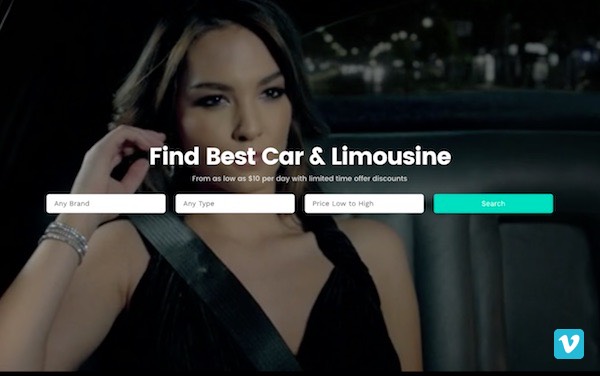 Find Best Car & Limousine
From as low as $10 per day with limited time offer discounts
Any Brand
Any Type
Price Low to High
Search